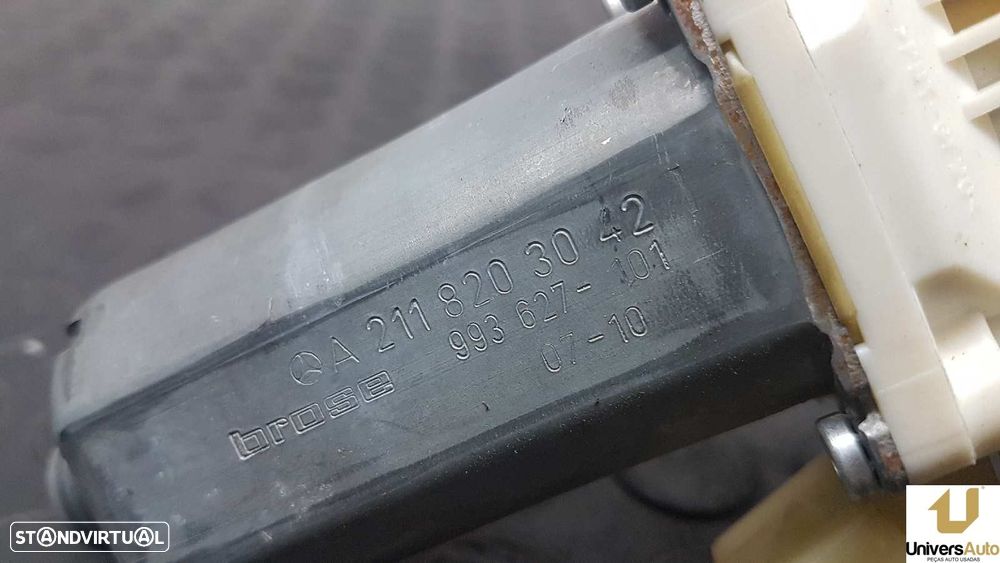 A 211 820 30 42
993 627-101
brose
07-10
STANDVIRTUAL
UniversAuto
PEÇAS AUTO USADAS